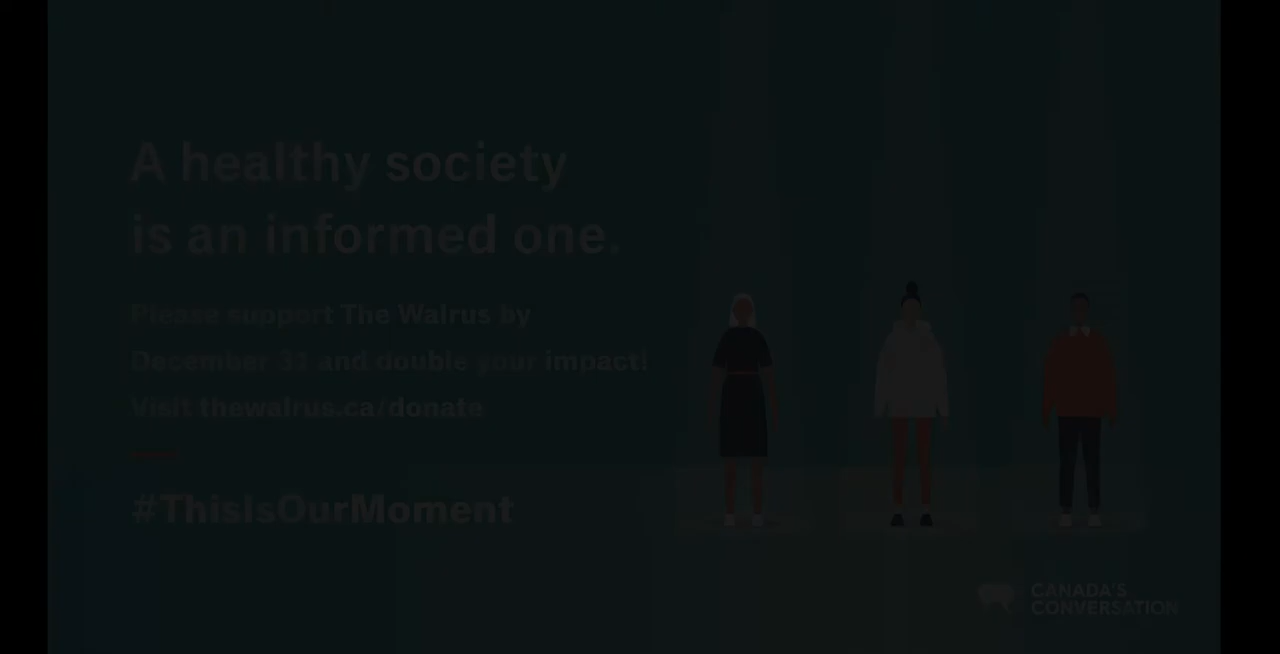 A healthy society
is an informed one.
Please support The Walrus by
December 31 and double your impact!
Visit thewalrus.ca/donate
#ThisIsOurMoment
CANADA'S
CONVERSATION